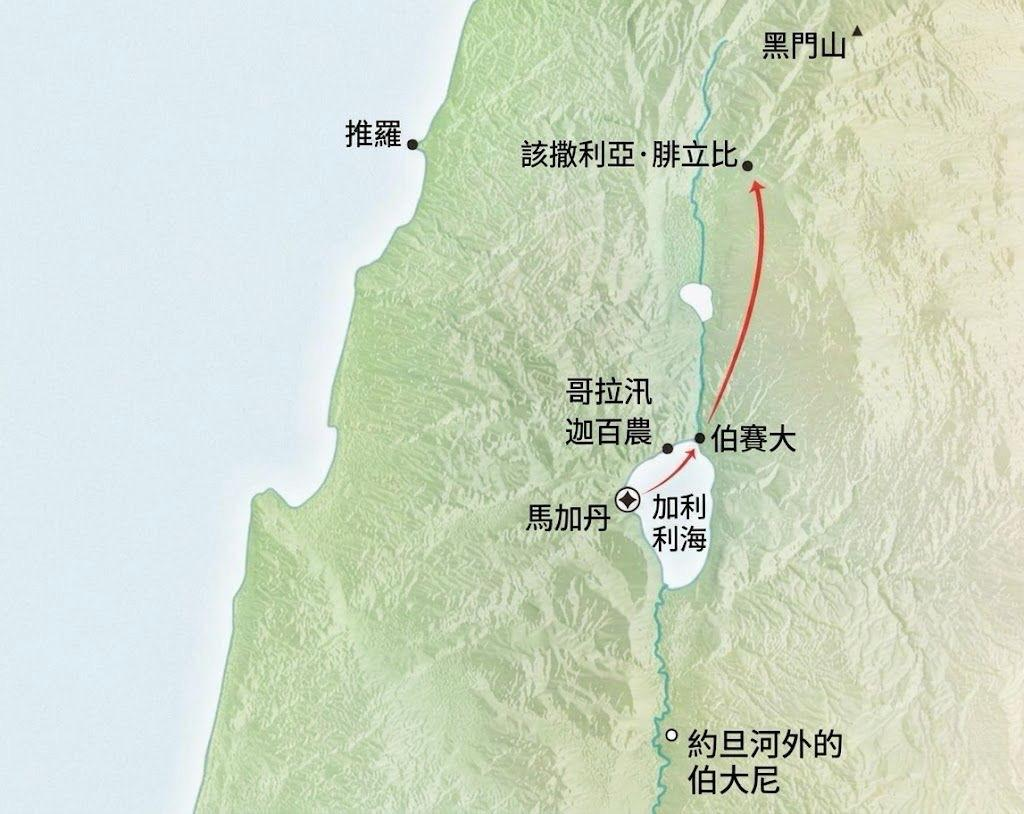 黑門山
推羅
該撒利亞·腓立比
哥拉汛
迦百農
伯賽大
馬加丹
加利
利海
約旦河外的
伯大尼